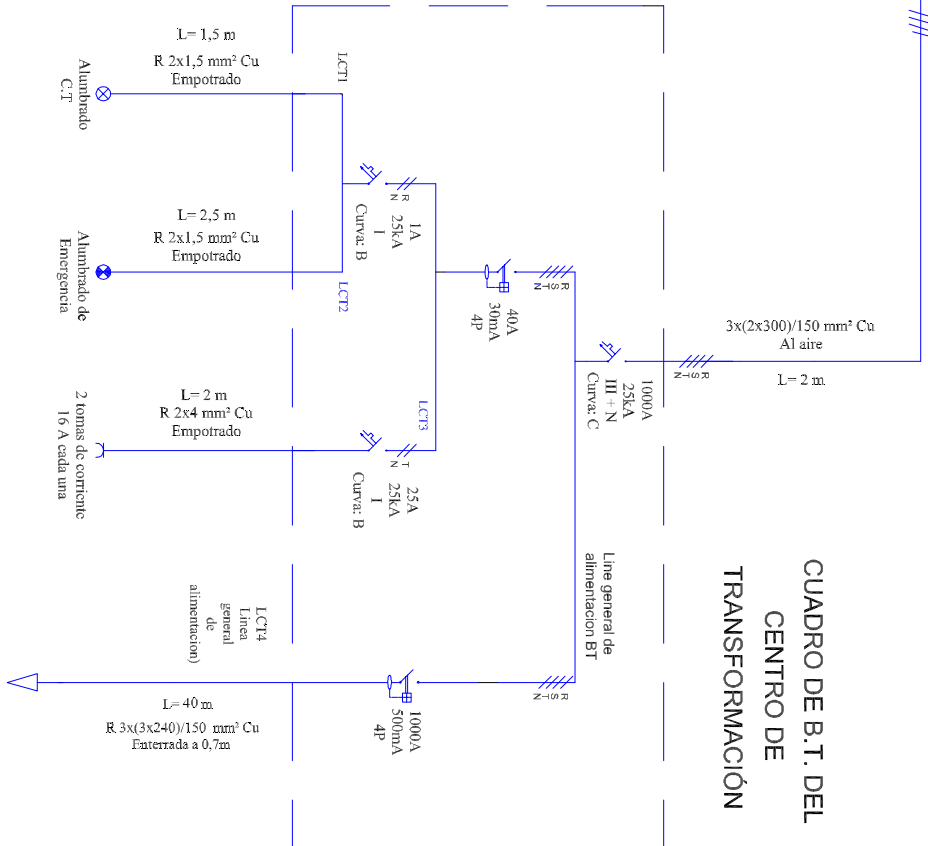 CUADRO DE B.T. DEL
CENTRO DE
TRANSFORMACIÓN
3x(2x300)/150 mm² Cu
Al aire
L= 2 m
R
S
T
N
1000A
25kA
III + N
Curva: C
Line general de
alimentacion BT
R
S
T
N
40A
30mA
4P
R
N
1A
25kA
I
Curva: B
LCT1
L= 1,5 m
R 2x1,5 mm² Cu
Empotrado
Alumbrado
C.T
LCT2
L= 2,5 m
R 2x1,5 mm² Cu
Empotrado
Alumbrado de
Emergencia
LCT3
T
N
25A
25kA
I
Curva: B
L= 2 m
R 2x4 mm² Cu
Empotrado
2 tomas de corriente
16 A cada una
R
S
T
N
1000A
500mA
4P
LCT4
Linea
general
de
alimentacion)
L= 40 m
R 3x(3x240)/150 mm² Cu
Enterrada a 0,7m